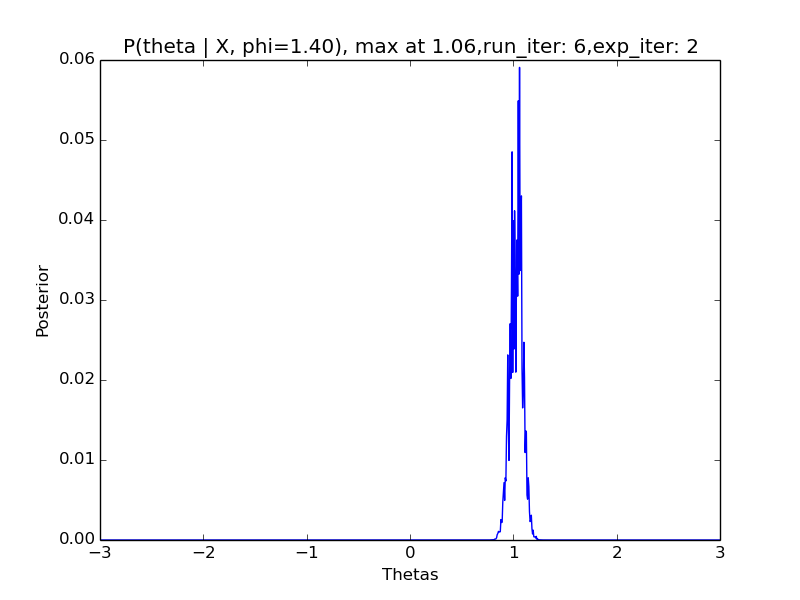 P(theta | X, phi=1.40), max at 1.06,run_iter: 6,exp_iter: 2
0.06
0.05
0.04
0.03
0.02
0.01
0.00
Posterior
−3 −2 −1 0 1 2 3
Thetas